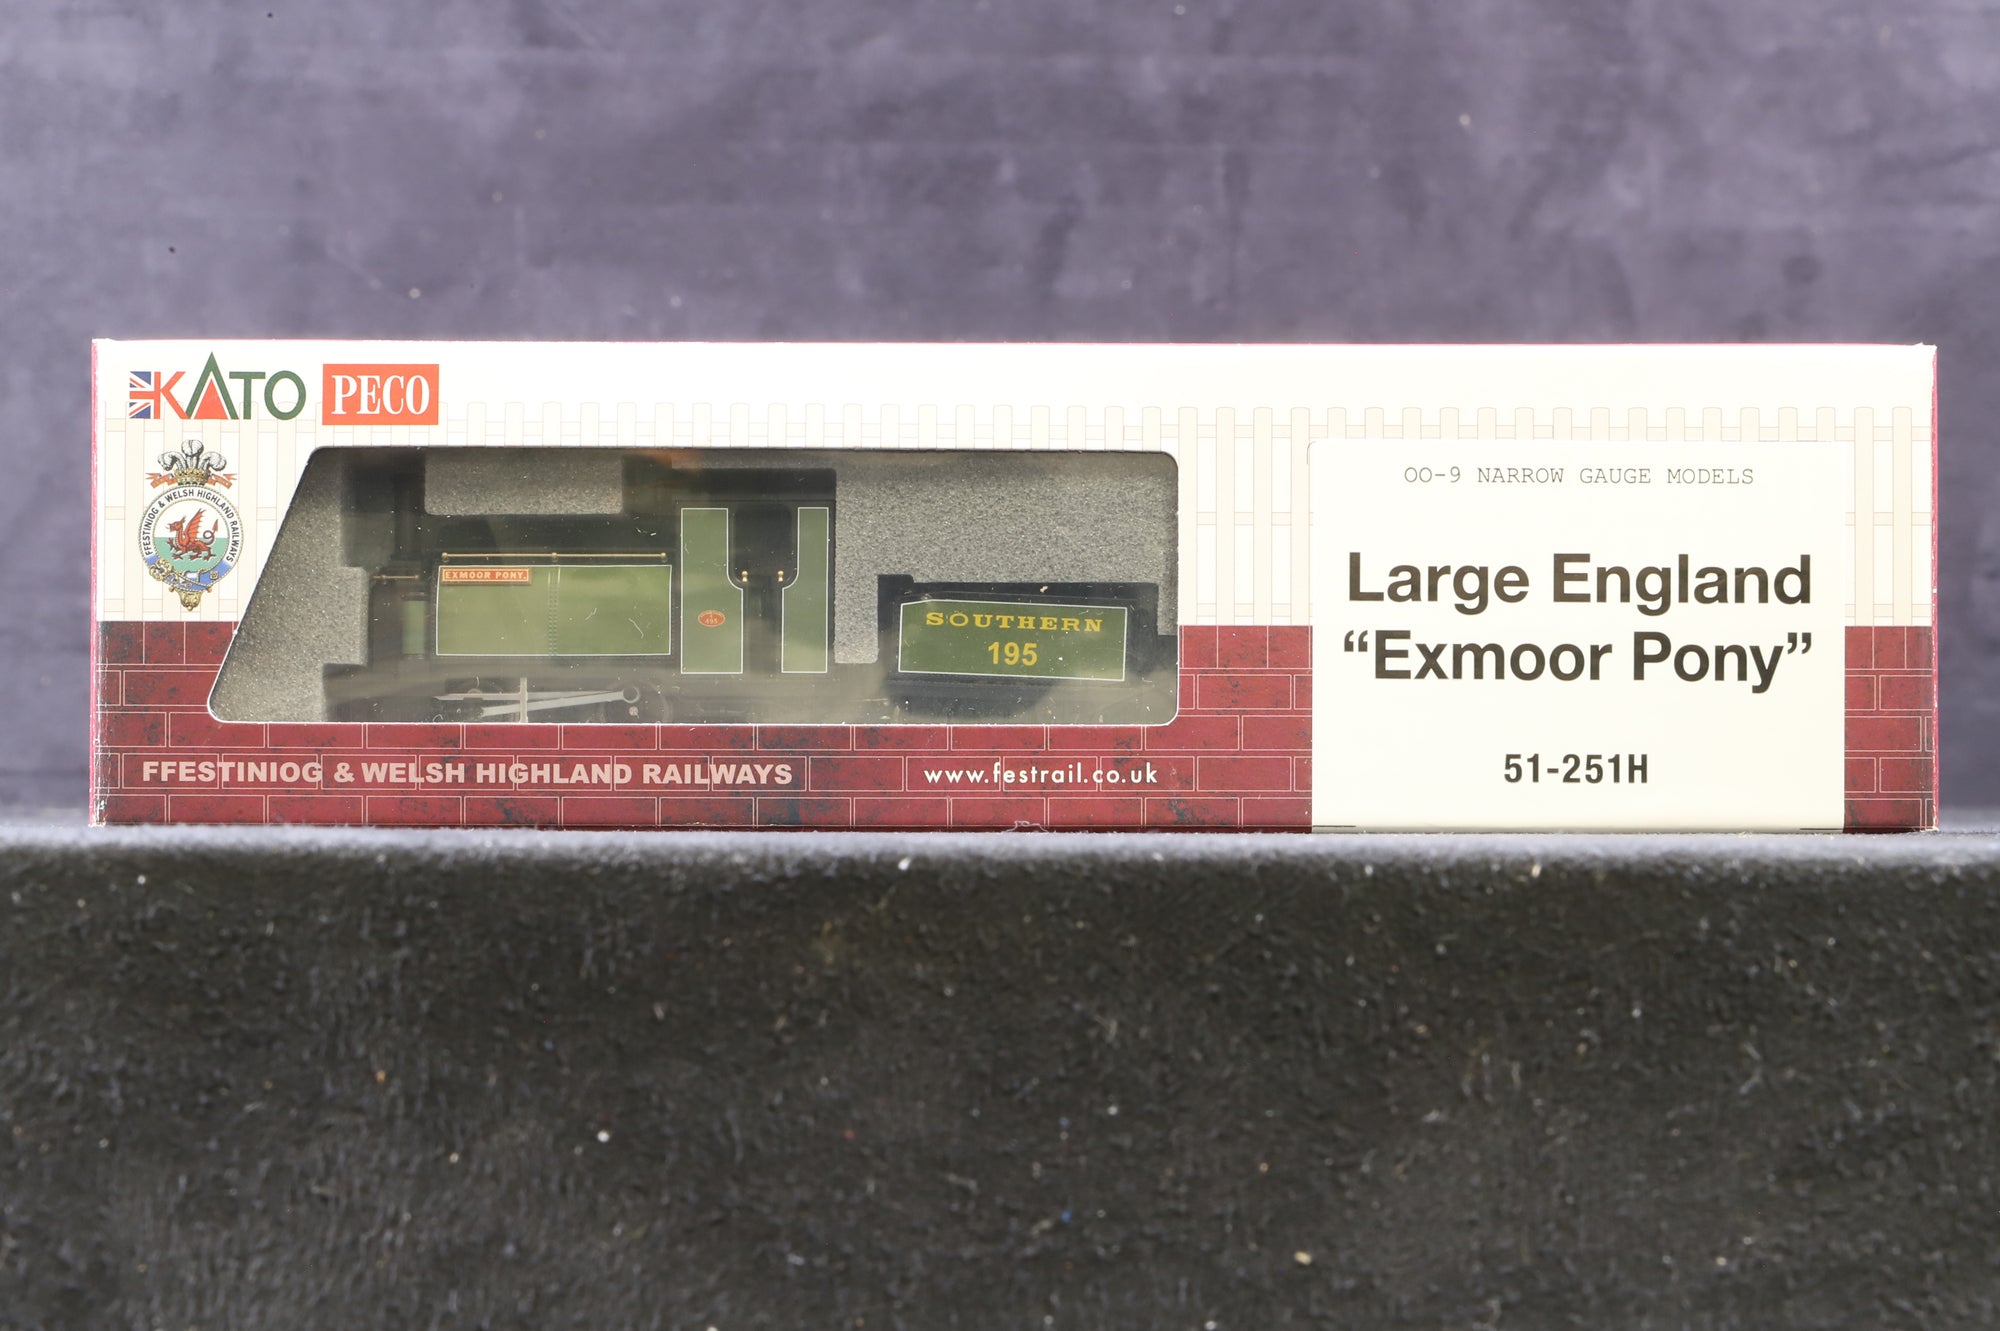 KATO PECO
FFESTINIOG & WELSH HIGHLAND RAILWAYS
EXMOOR PONY.
195
SOUTHERN
195
FFESTINIOG & WELSH HIGHLAND RAILWAYS
www.festrail.co.uk
OO-9 NARROW GAUGE MODELS
Large England
“Exmoor Pony”
51-251H